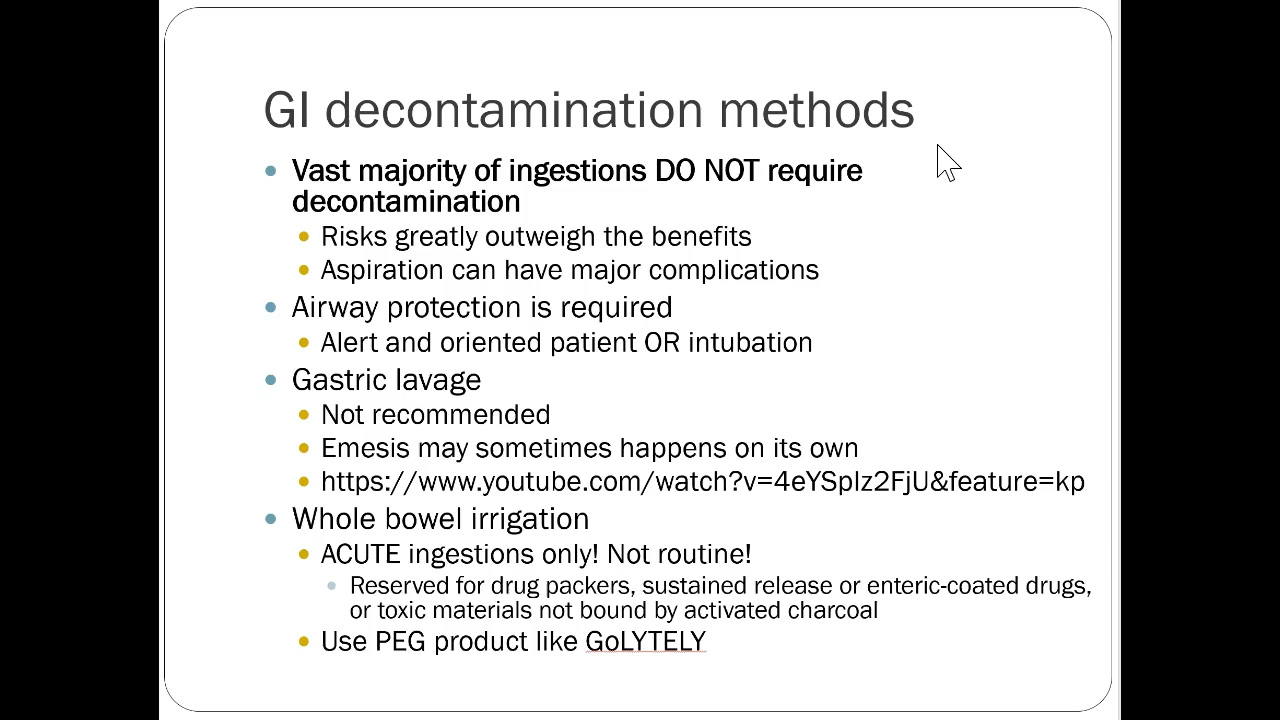 GI decontamination methods
Vast majority of ingestions DO NOT require
decontamination
Risks greatly outweigh the benefits
Aspiration can have major complications
Airway protection is required
Alert and oriented patient OR intubation
Gastric lavage
Not recommended
Emesis may sometimes happens on its own
https://www.youtube.com/watch?v=4eYSpIz2FjU&feature=kp
Whole bowel irrigation
ACUTE ingestions only! Not routine!
Reserved for drug packers, sustained release or enteric-coated drugs,
or toxic materials not bound by activated charcoal
Use PEG product like GoLYTELY